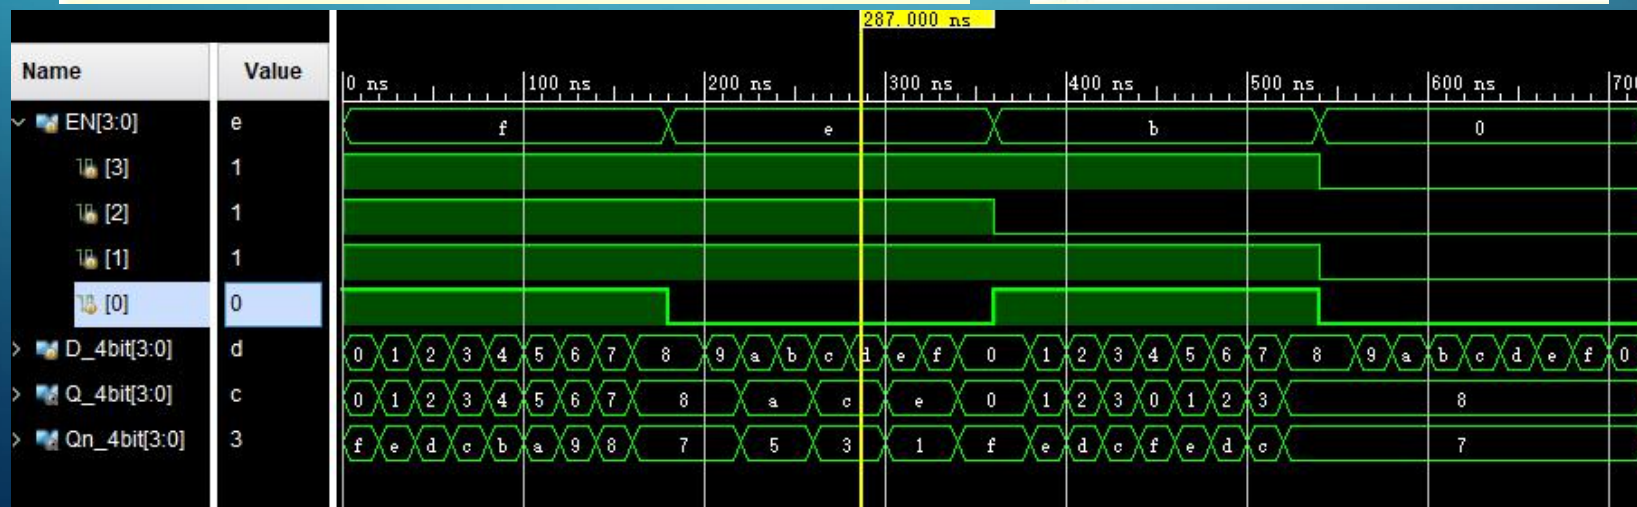 287.000 ns
Name Value
0 ns 100 ns 200 ns 300 ns 400 ns 500 ns 600 ns 700
EN[3:0] e f e b 0
[3] 1
[2] 1
[1] 1
[0] 0
D_4bit[3:0] d 0 1 2 3 4 5 6 7 8 9 a b c d e f 0 1 2 3 4 5 6 7 8 9 a b c d e f 0
Q_4bit[3:0] c 0 1 2 3 4 5 6 7 8 a c e 0 1 2 3 0 1 2 3 8
Qn_4bit[3:0] 3 f e d c b a 9 8 7 5 3 1 f e d c f e d c 7